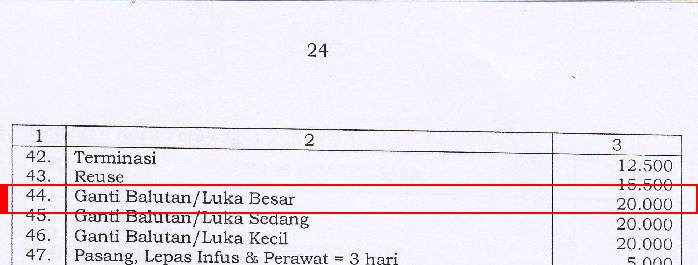 24
1 2 3
42. Terminasi 12.500
43. Reuse 15.500
44. Ganti Balutan/Luka Besar 20.000
45. Ganti Balutan/Luka Sedang 20.000
46. Ganti Balutan/Luka Kecil 20.000
47. Pasang, Lepas Infus & Perawat = 3 hari 5.000